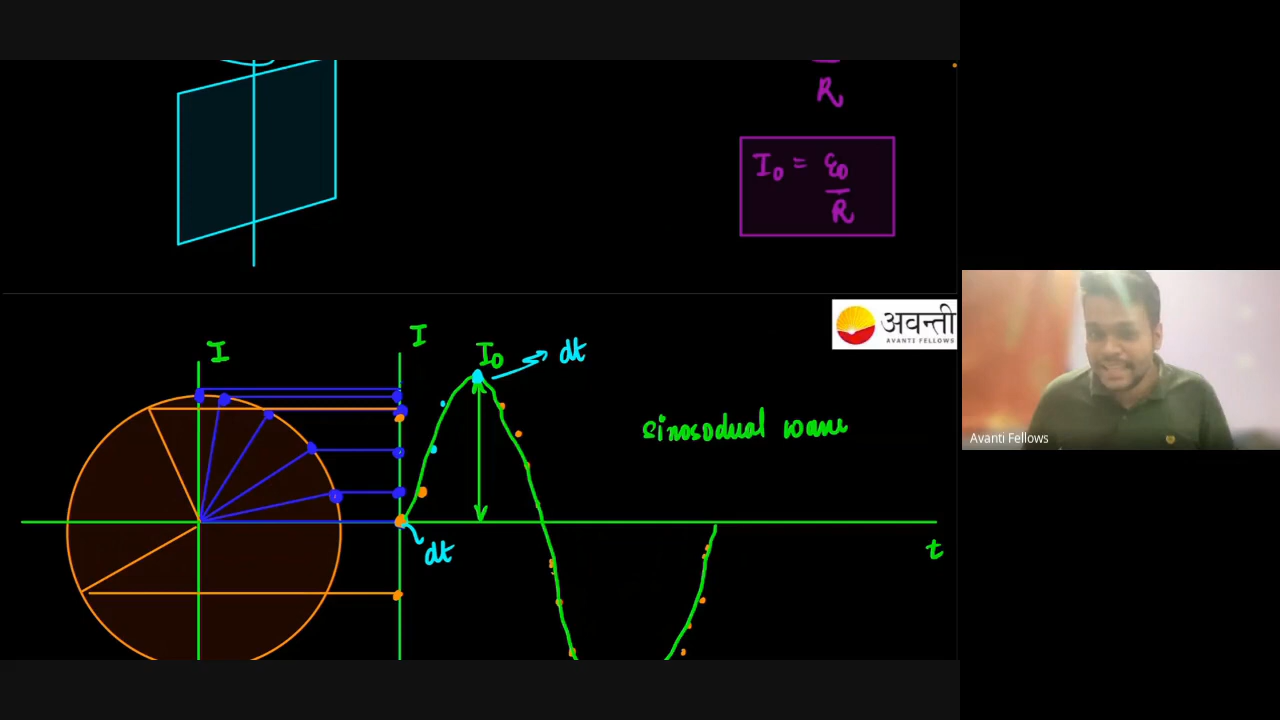 R
I₀ = ε₀
R
अवन्ती
AVANTI FELLOWS
I
I
I₀
dt
sinosodual wave
dt
t
Avanti Fellows